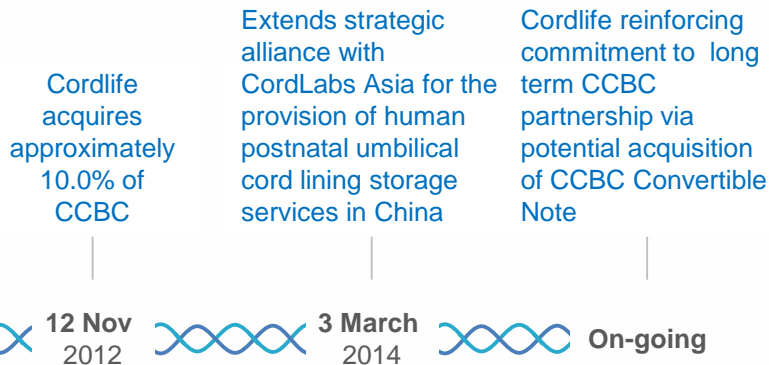 Cordlife
acquires
approximately
10.0% of
CCBC
Extends strategic
alliance with
CordLabs Asia for the
provision of human
postnatal umbilical
cord lining storage
services in China
Cordlife reinforcing
commitment to long
term CCBC
partnership via
potential acquisition
of CCBC Convertible
Note
12 Nov
2012
3 March
2014
On-going